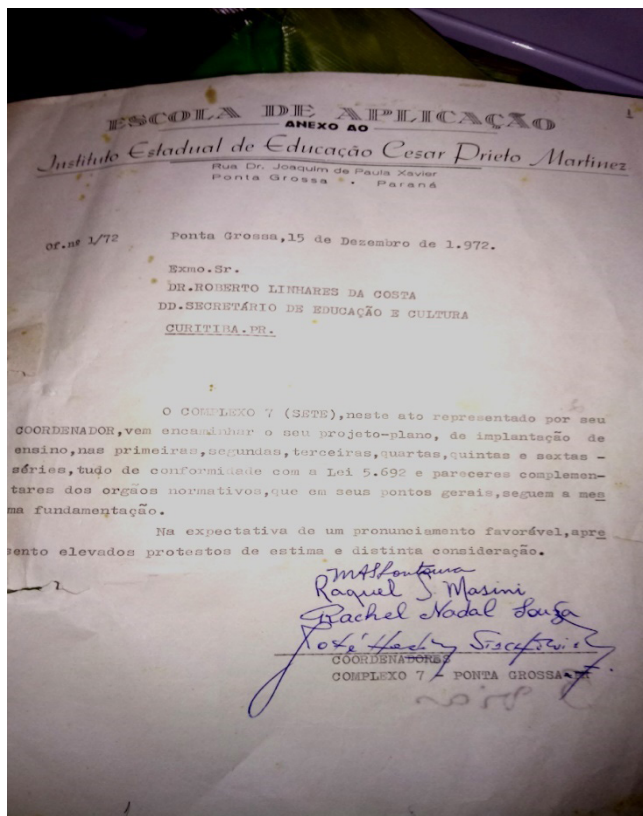 ESCOLA DE APLICAÇÃO
ANEXO AO
Instituto Estadual de Educação Cesar Prieto Martinez
Rua Dr. Joaquim de Paula Xavier
Ponta Grossa - Paraná
Of.nº 1/72 Ponta Grossa,15 de Dezembro de 1.972.
Exmo.Sr.
DR.ROBERTO LINHARES DA COSTA
DD.SECRETÁRIO DE EDUCAÇÃO E CULTURA
CURITIBA.PR.
O COMPLEXO 7 (SETE),neste ato representado por seu
COORDENADOR,vem encaminhar o seu projeto-plano, de implantação de
ensino,nas primeiras,segundas,terceiras,quartas,quintas e sextas -
séries,tudo de conformidade com a Lei 5.692 e pareceres complemen-
tares dos orgãos normativos,que em seus pontos gerais,seguem a mes
ma fundamentação.
Na expectativa de um pronunciamento favorável,apre
sento elevados protestos de estima e distinta consideração.
Raquel S Masini
Rachel Nadal Souza
José
COORDENADORES
COMPLEXO 7 - PONTA GROSSA